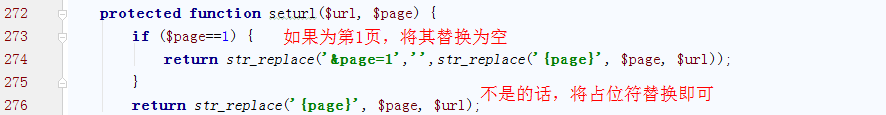 272 protected function seturl($url, $page) {
273 if ($page==1) { 如果为第1页，将其替换为空
274 return str_replace('&page=1','',str_replace('{page}', $page, $url));
275 }
276 return str_replace('{page}', $page, $url); 不是的话，将占位符替换即可